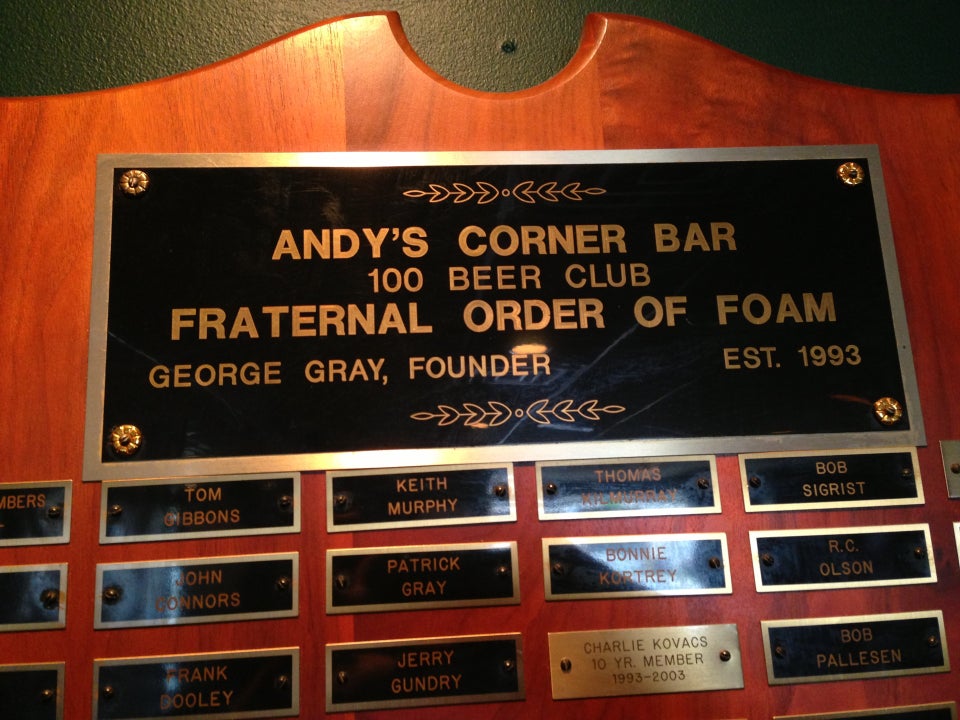 ANDY'S CORNER BAR
100 BEER CLUB
FRATERNAL ORDER OF FOAM
GEORGE GRAY, FOUNDER
EST. 1993
MBERS
TOM
GIBBONS
KEITH
MURPHY
THOMAS
KILMURRAY
BOB
SIGRIST
JOHN
CONNORS
PATRICK
GRAY
BONNIE
KORTREY
R.C.
OLSON
FRANK
DOOLEY
JERRY
GUNDRY
CHARLIE KOVACS
10 YR. MEMBER
1993-2003
BOB
PALLESEN